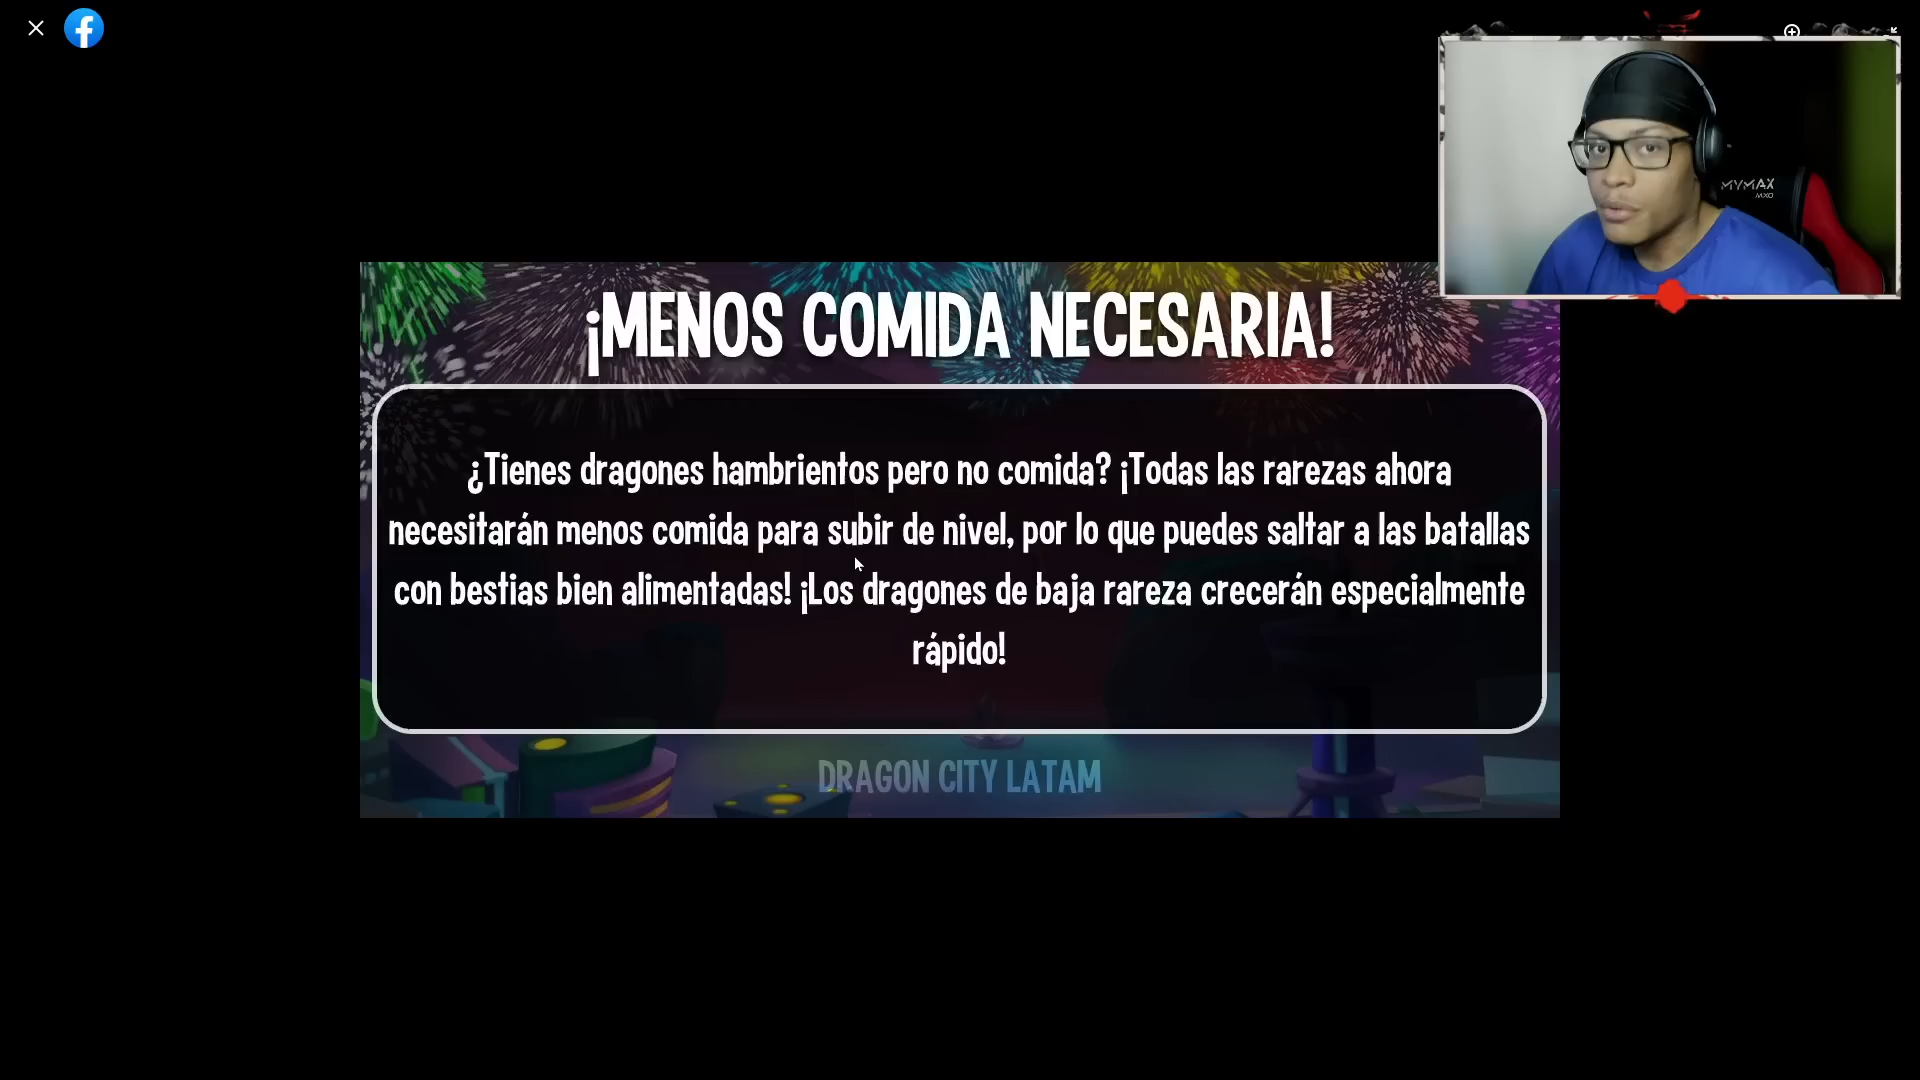 MYMAX
MX0
¡MENOS COMIDA NECESARIA!
¿Tienes dragones hambrientos pero no comida? ¡Todas las rarezas ahora
necesitarán menos comida para subir de nivel, por lo que puedes saltar a las batallas
con bestias bien alimentadas! ¡Los dragones de baja rareza crecerán especialmente
rápido!
DRAGON CITY LATAM